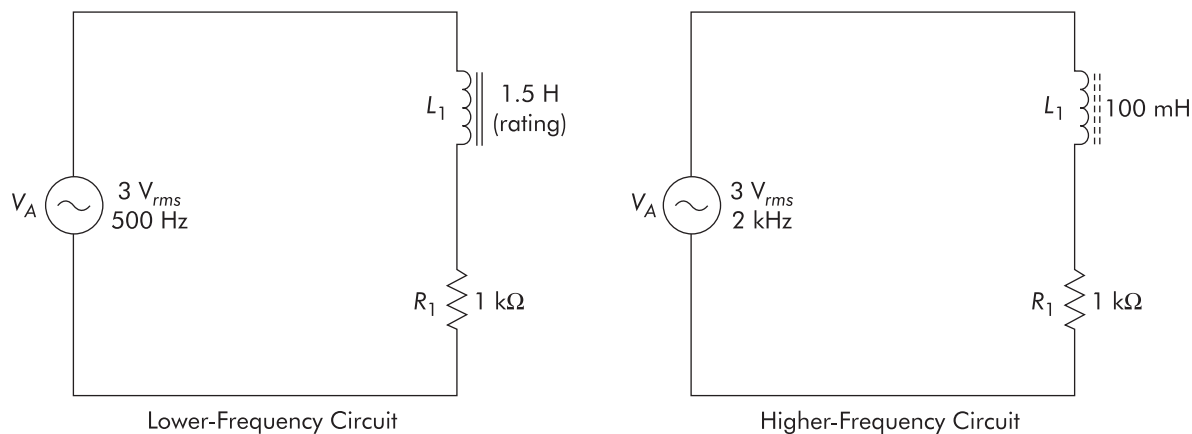 L1
1.5 H
(rating)
VA
3 Vrms
500 Hz
R1
1 kΩ
Lower-Frequency Circuit
L1
100 mH
VA
3 Vrms
2 kHz
R1
1 kΩ
Higher-Frequency Circuit